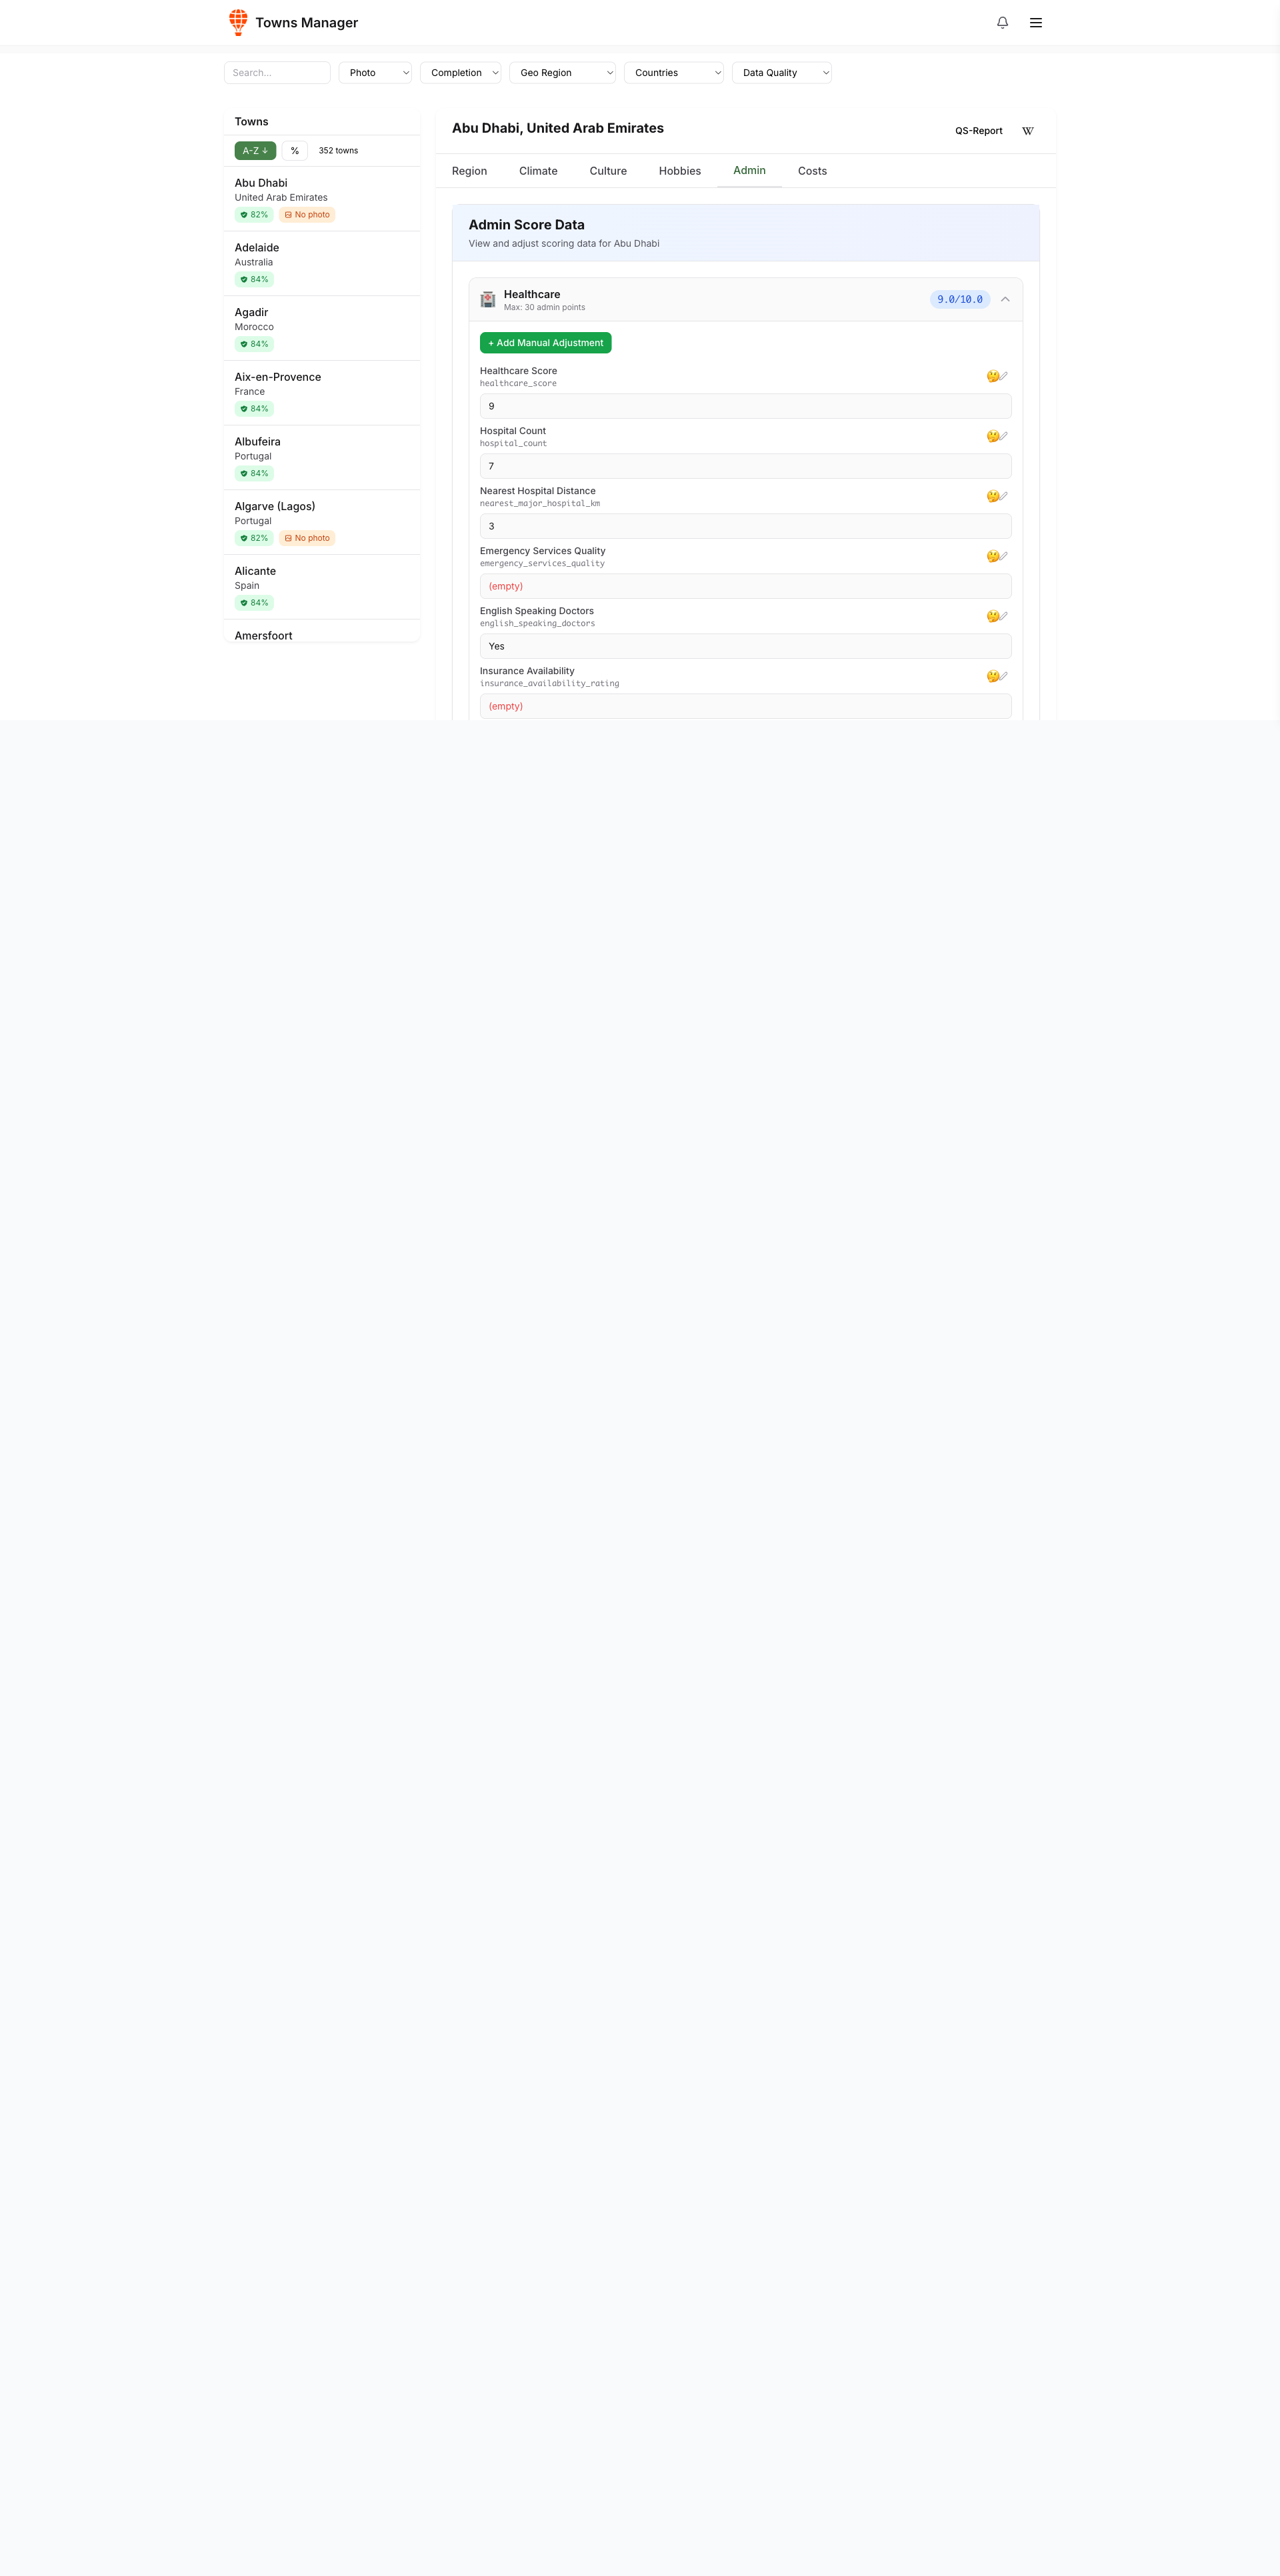 Towns Manager
Search...
Photo
Completion
Geo Region
Countries
Data Quality
Towns
A-Z ↓
%
352 towns
Abu Dhabi
United Arab Emirates
82%
No photo
Adelaide
Australia
84%
Agadir
Morocco
84%
Aix-en-Provence
France
84%
Albufeira
Portugal
84%
Algarve (Lagos)
Portugal
82%
No photo
Alicante
Spain
84%
Amersfoort
Abu Dhabi, United Arab Emirates
QS-Report
W
Region
Climate
Culture
Hobbies
Admin
Costs
Admin Score Data
View and adjust scoring data for Abu Dhabi
Healthcare
Max: 30 admin points
9.0/10.0
+ Add Manual Adjustment
Healthcare Score
healthcare_score
9
Hospital Count
hospital_count
7
Nearest Hospital Distance
nearest_major_hospital_km
3
Emergency Services Quality
emergency_services_quality
(empty)
English Speaking Doctors
english_speaking_doctors
Yes
Insurance Availability
insurance_availability_rating
(empty)